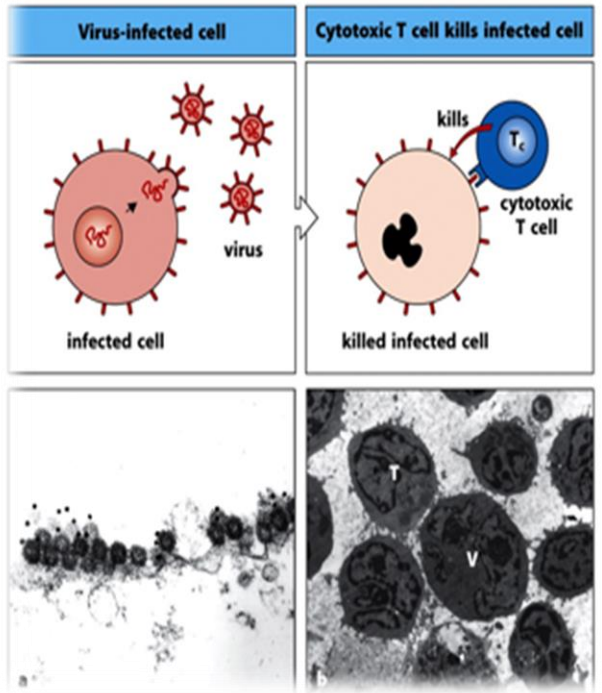 Virus-infected cell
Cytotoxic T cell kills infected cell
virus
infected cell
kills
Tc
cytotoxic
T cell
killed infected cell
a
T
V
b